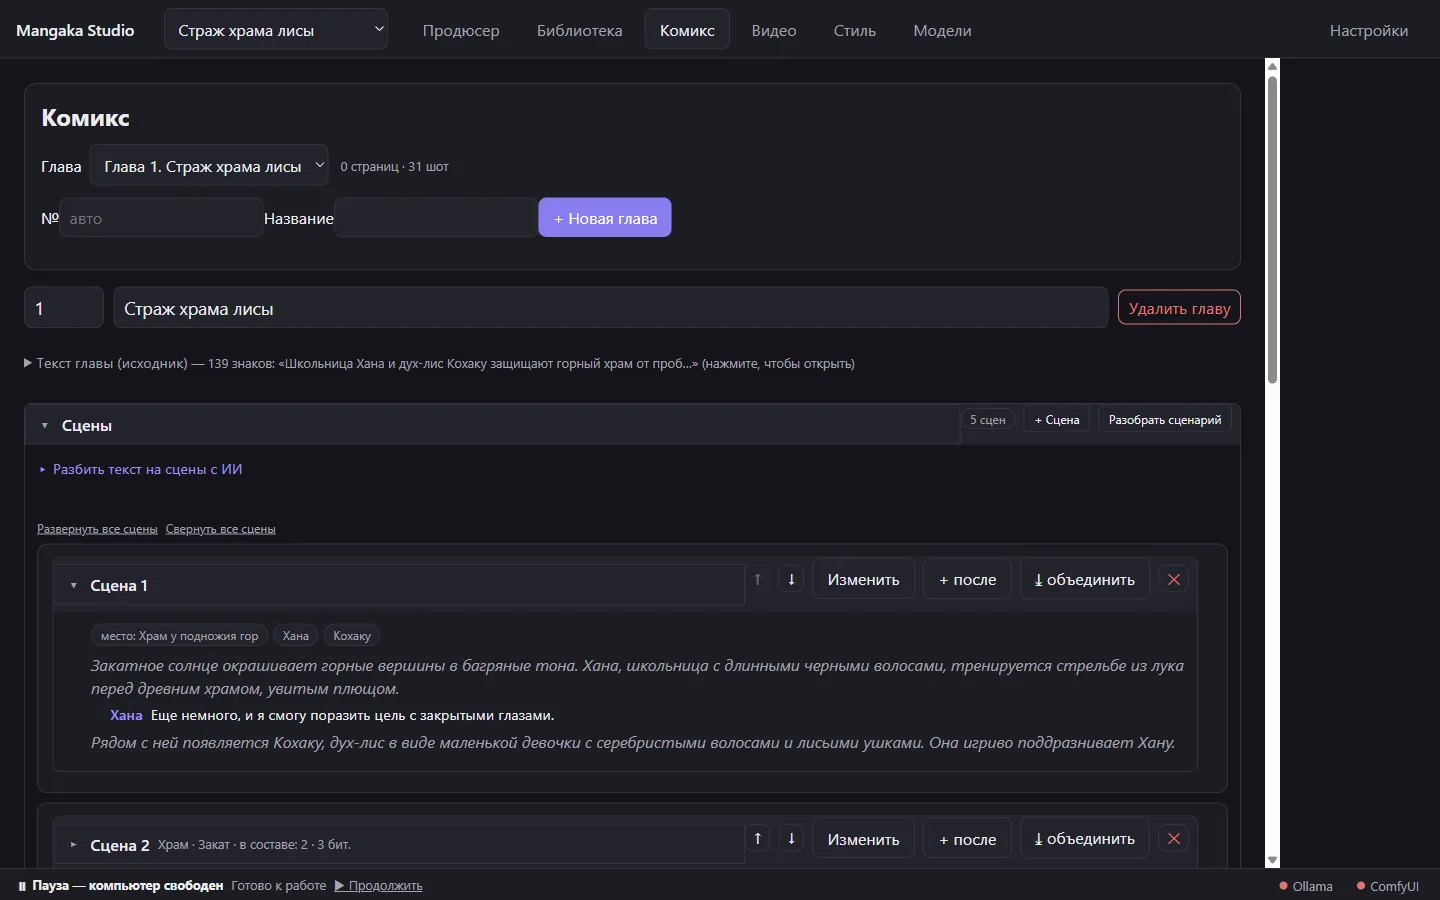 Mangaka Studio Страж храма лисы Продюсер Библиотека Комикс Видео Стиль Модели Настройки
Комикс
Глава Глава 1. Страж храма лисы 0 страниц · 31 шот
№ авто Название + Новая глава
1 Страж храма лисы Удалить главу
▶ Текст главы (исходник) — 139 знаков: «Школьница Хана и дух-лис Кохаку защищают горный храм от проб…» (нажмите, чтобы открыть)
▾ Сцены 5 сцен + Сцена Разобрать сценарий
▸ Разбить текст на сцены с ИИ
Развернуть все сцены Свернуть все сцены
▾ Сцена 1 ↑ ↓ Изменить + после ⤓ объединить ✕
место: Храм у подножия гор Хана Кохаку
Закатное солнце окрашивает горные вершины в багряные тона. Хана, школьница с длинными черными волосами, тренируется стрельбе из лука
перед древним храмом, увитым плющом.
Хана Еще немного, и я смогу поразить цель с закрытыми глазами.
Рядом с ней появляется Кохаку, дух-лис в виде маленькой девочки с серебристыми волосами и лисьими ушками. Она игриво поддразнивает Хану.
▸ Сцена 2 Храм · Закат · в составе: 2 · 3 бит. ↑ ↓ Изменить + после ⤓ объединить ✕
⏸ Пауза — компьютер свободен Готово к работе ▶ Продолжить Ollama ComfyUI